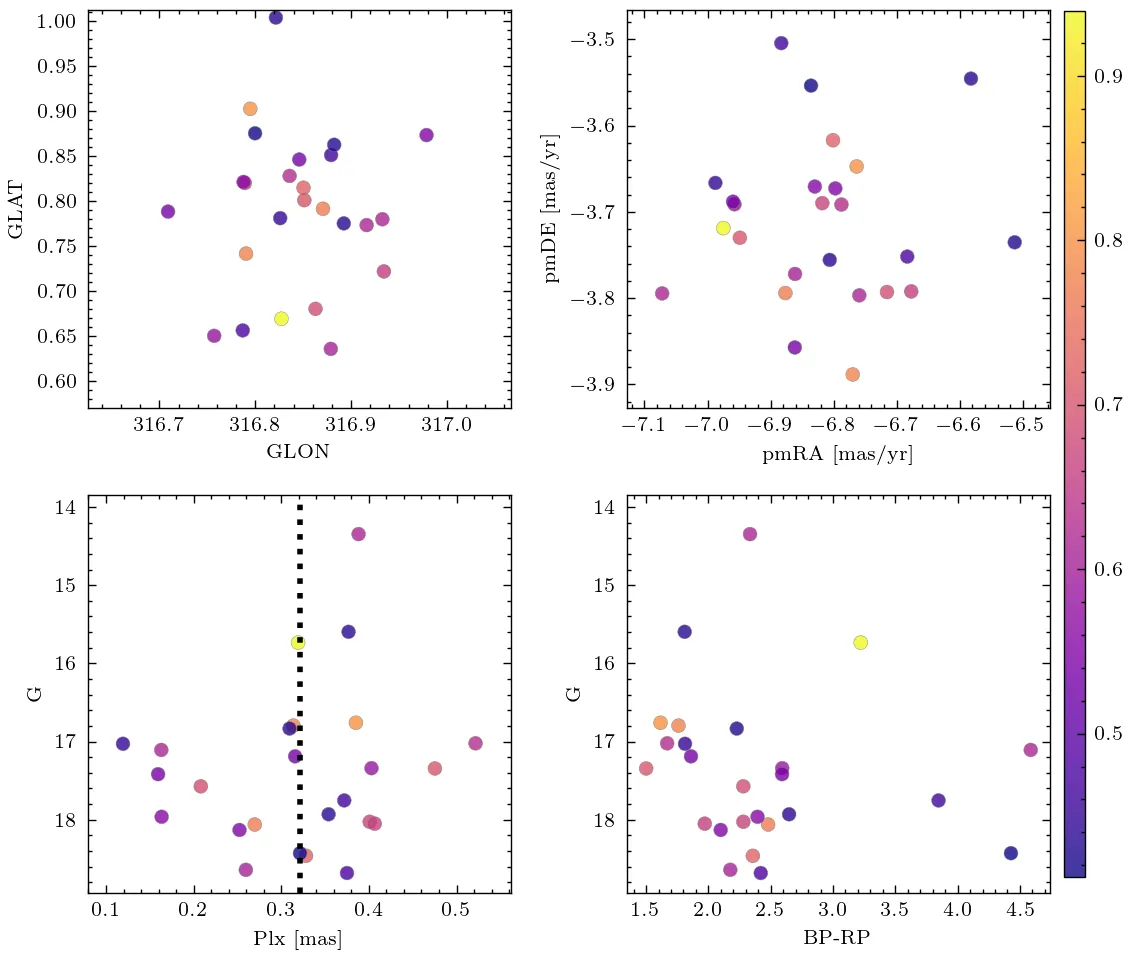 1.00
0.95
0.90
0.85
0.80
0.75
0.70
0.65
0.60
GLAT
316.7 316.8 316.9 317.0
GLON
−3.5
−3.6
−3.7
−3.8
−3.9
pmDE [mas/yr]
−7.1 −7.0 −6.9 −6.8 −6.7 −6.6 −6.5
pmRA [mas/yr]
14
15
16
17
18
G
0.1 0.2 0.3 0.4 0.5
Plx [mas]
14
15
16
17
18
G
1.5 2.0 2.5 3.0 3.5 4.0 4.5
BP-RP
0.9
0.8
0.7
0.6
0.5